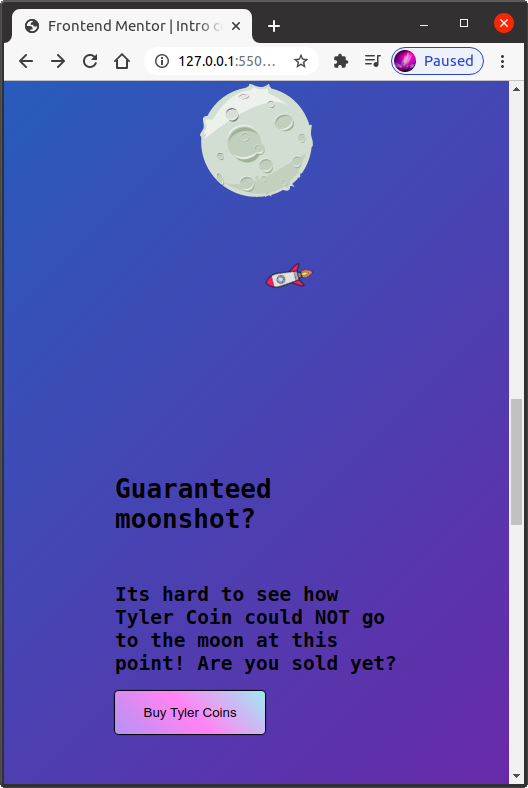 Frontend Mentor | Intro c
127.0.0.1:550…
Paused
Guaranteed
moonshot?
Its hard to see how
Tyler Coin could NOT go
to the moon at this
point! Are you sold yet?
Buy Tyler Coins